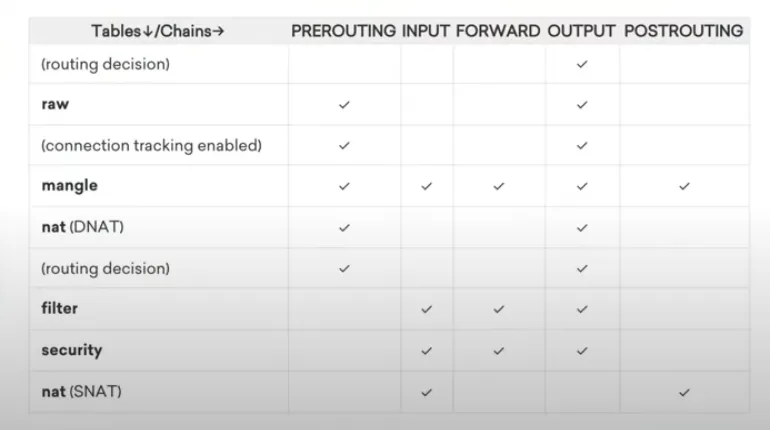 Tables↓/Chains→ PREROUTING INPUT FORWARD OUTPUT POSTROUTING
(routing decision) ✓
raw ✓ ✓
(connection tracking enabled) ✓ ✓
mangle ✓ ✓ ✓ ✓ ✓
nat (DNAT) ✓ ✓
(routing decision) ✓ ✓
filter ✓ ✓ ✓
security ✓ ✓ ✓
nat (SNAT) ✓ ✓